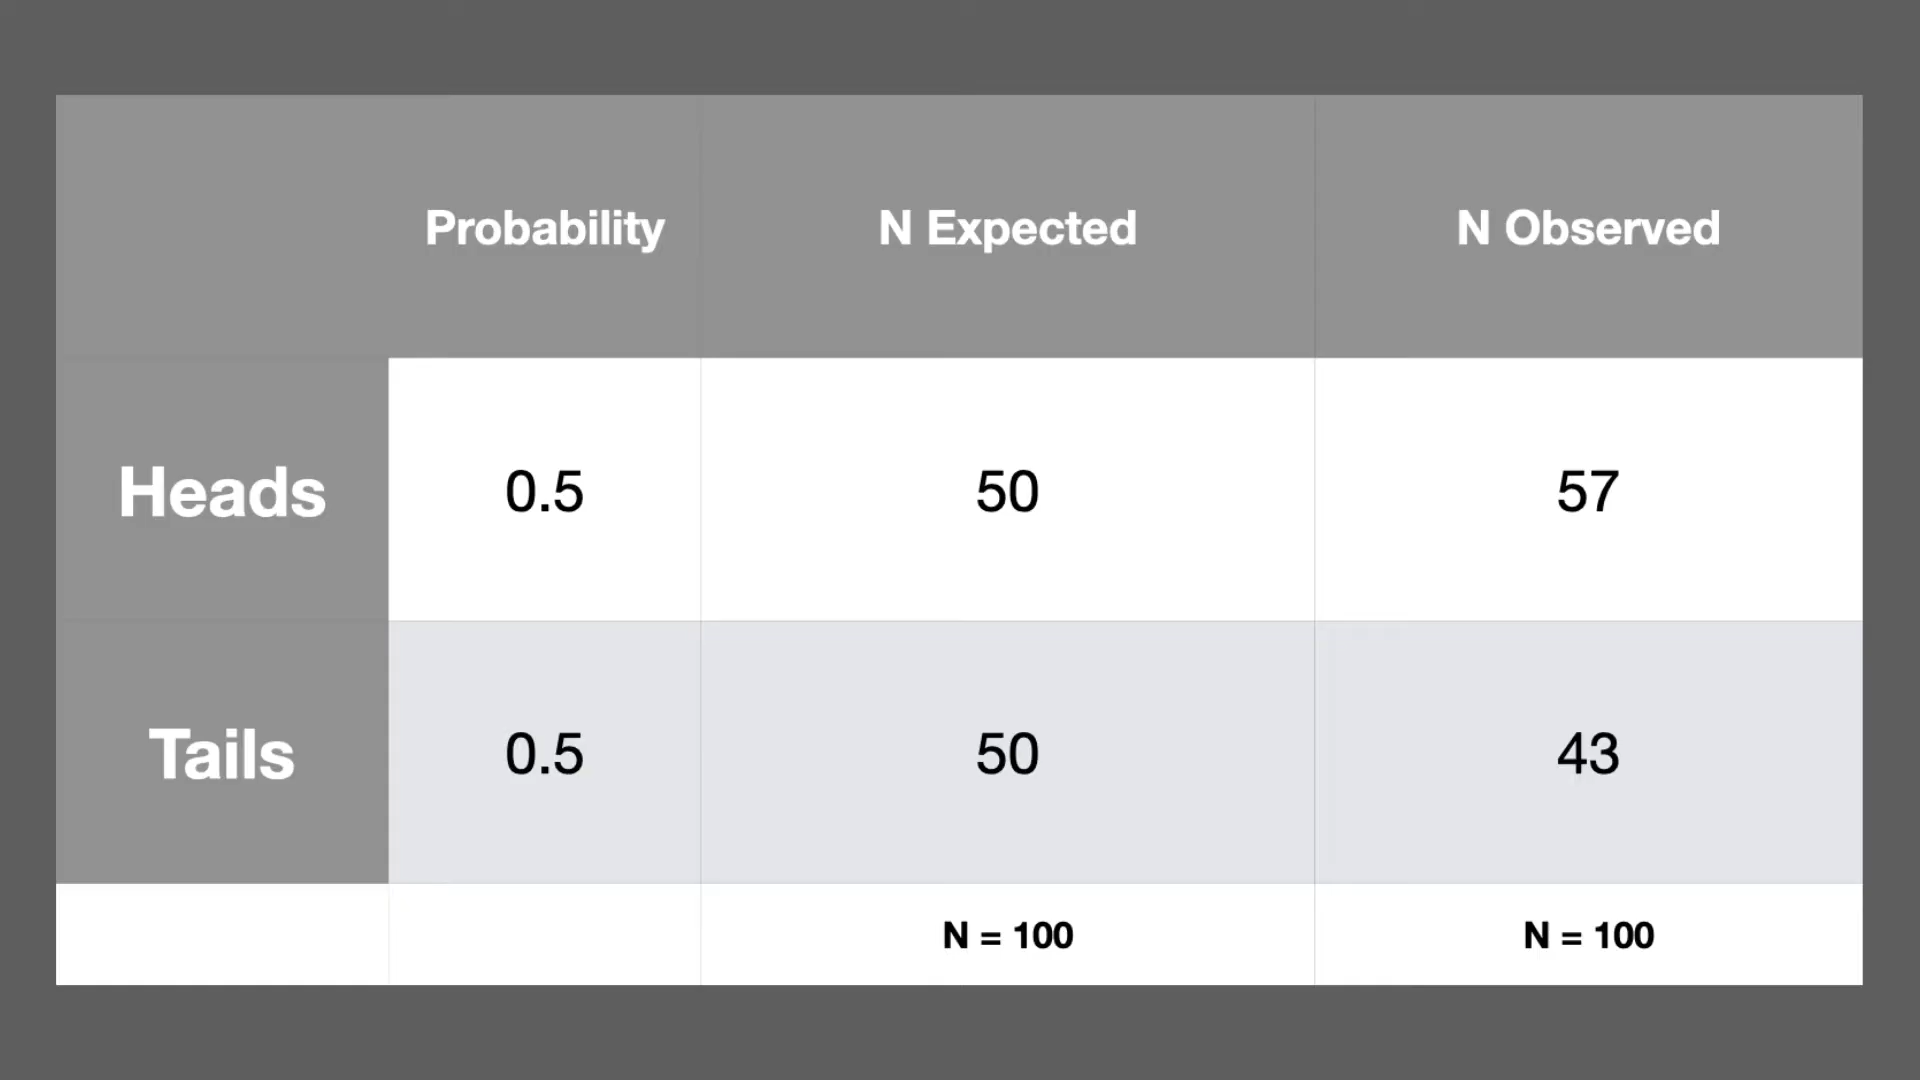 Probability N Expected N Observed
Heads 0.5 50 57
Tails 0.5 50 43
N = 100 N = 100